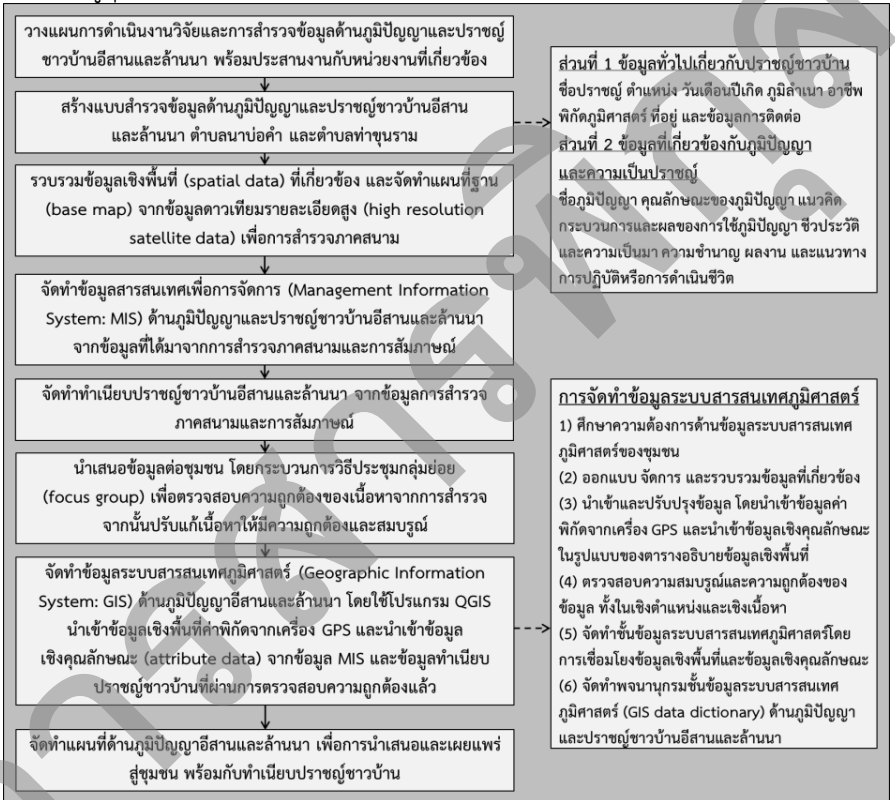 วางแผนการดำเนินงานวิจัยและการสำรวจข้อมูลด้านภูมิปัญญาและปราชญ์
ชาวบ้านอีสานและล้านนา พร้อมประสานงานกับหน่วยงานที่เกี่ยวข้อง
สร้างแบบสำรวจข้อมูลด้านภูมิปัญญาและปราชญ์ชาวบ้านอีสาน
และล้านนา ตำบลนาบ่อคำ และตำบลท่าขุนราม
รวบรวมข้อมูลเชิงพื้นที่ (spatial data) ที่เกี่ยวข้อง และจัดทำแผนที่ฐาน
(base map) จากข้อมูลดาวเทียมรายละเอียดสูง (high resolution
satellite data) เพื่อการสำรวจภาคสนาม
จัดทำข้อมูลสารสนเทศเพื่อการจัดการ (Management Information
System: MIS) ด้านภูมิปัญญาและปราชญ์ชาวบ้านอีสานและล้านนา
จากข้อมูลที่ได้มาจากการสำรวจภาคสนามและการสัมภาษณ์
จัดทำทำเนียบปราชญ์ชาวบ้านอีสานและล้านนา จากข้อมูลการสำรวจ
ภาคสนามและการสัมภาษณ์
นำเสนอข้อมูลต่อชุมชน โดยกระบวนการวิธีประชุมกลุ่มย่อย
(focus group) เพื่อตรวจสอบความถูกต้องของเนื้อหาจากการสำรวจ
จากนั้นปรับแก้เนื้อหาให้มีความถูกต้องและสมบูรณ์
จัดทำข้อมูลระบบสารสนเทศภูมิศาสตร์ (Geographic Information
System: GIS) ด้านภูมิปัญญาอีสานและล้านนา โดยใช้โปรแกรม QGIS
นำเข้าข้อมูลเชิงพื้นที่ค่าพิกัดจากเครื่อง GPS และนำเข้าข้อมูล
เชิงคุณลักษณะ (attribute data) จากข้อมูล MIS และข้อมูลทำเนียบ
ปราชญ์ชาวบ้านที่ผ่านการตรวจสอบความถูกต้องแล้ว
จัดทำแผนที่ด้านภูมิปัญญาอีสานและล้านนา เพื่อการนำเสนอและเผยแพร่
สู่ชุมชน พร้อมกับทำเนียบปราชญ์ชาวบ้าน
ส่วนที่ 1 ข้อมูลทั่วไปเกี่ยวกับปราชญ์ชาวบ้าน
ชื่อปราชญ์ ตำแหน่ง วันเดือนปีเกิด ภูมิลำเนา อาชีพ
พิกัดภูมิศาสตร์ ที่อยู่ และข้อมูลการติดต่อ
ส่วนที่ 2 ข้อมูลที่เกี่ยวข้องกับภูมิปัญญา
และความเป็นปราชญ์
ชื่อภูมิปัญญา คุณลักษณะของภูมิปัญญา แนวคิด
กระบวนการและผลของการใช้ภูมิปัญญา ชีวประวัติ
และความเป็นมา ความชำนาญ ผลงาน และแนวทาง
การปฏิบัติหรือการดำเนินชีวิต
การจัดทำข้อมูลระบบสารสนเทศภูมิศาสตร์
1) ศึกษาความต้องการด้านข้อมูลระบบสารสนเทศ
ภูมิศาสตร์ของชุมชน
(2) ออกแบบ จัดการ และรวบรวมข้อมูลที่เกี่ยวข้อง
(3) นำเข้าและปรับปรุงข้อมูล โดยนำเข้าข้อมูลค่า
พิกัดจากเครื่อง GPS และนำเข้าข้อมูลเชิงคุณลักษณะ
ในรูปแบบของตารางอธิบายข้อมูลเชิงพื้นที่
(4) ตรวจสอบความสมบูรณ์และความถูกต้องของ
ข้อมูล ทั้งในเชิงตำแหน่งและเชิงเนื้อหา
(5) จัดทำชั้นข้อมูลระบบสารสนเทศภูมิศาสตร์โดย
การเชื่อมโยงข้อมูลเชิงพื้นที่และข้อมูลเชิงคุณลักษณะ
(6) จัดทำพจนานุกรมชั้นข้อมูลระบบสารสนเทศ
ภูมิศาสตร์ (GIS data dictionary) ด้านภูมิปัญญา
และปราชญ์ชาวบ้านอีสานและล้านนา